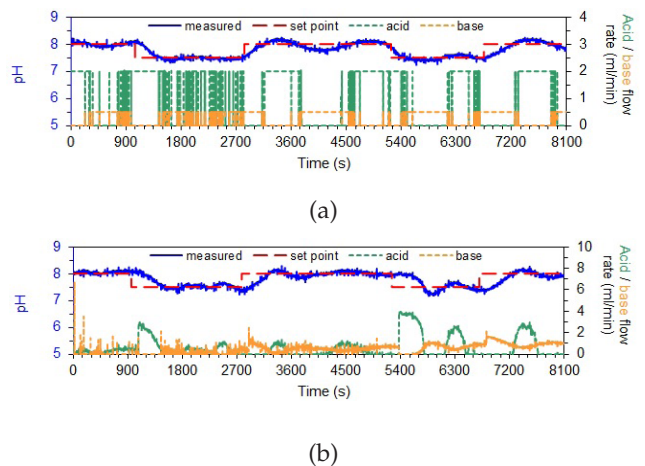 9
8
7
6
5
pH
measured set point acid base
4
3
2
1
0
Acid / base flow
rate (ml/min)
0 900 1800 2700 3600 4500 5400 6300 7200 8100
Time (s)
(a)
9
8
7
6
5
pH
measured set point acid base
10
8
6
4
2
0
Acid / base flow
rate (ml/min)
0 900 1800 2700 3600 4500 5400 6300 7200 8100
Time (s)
(b)